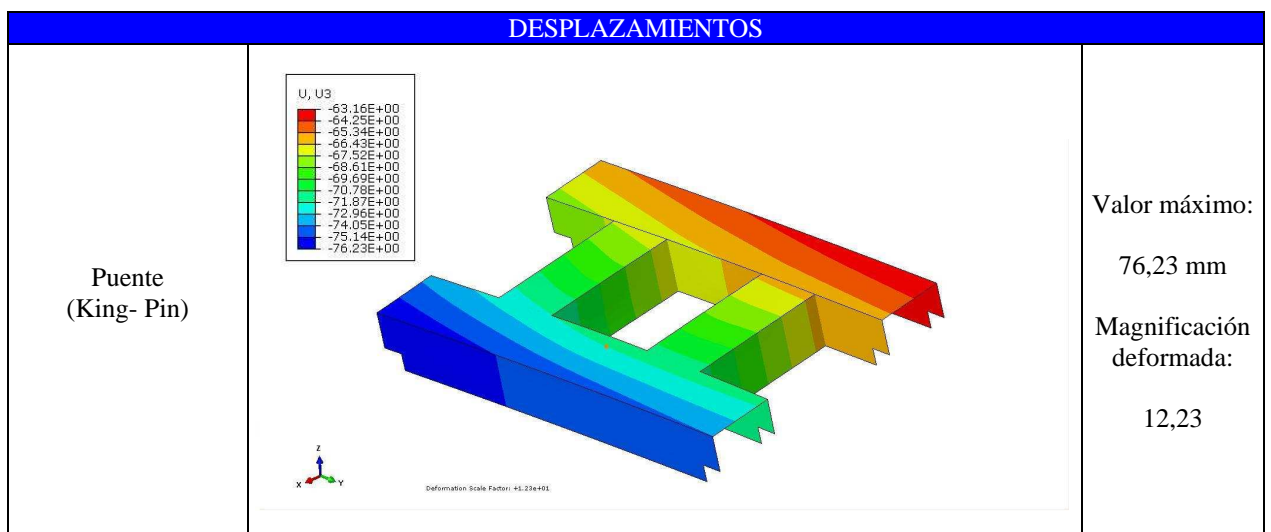 DESPLAZAMIENTOS
Puente
(King- Pin)
U, U3
-63.16E+00
-64.25E+00
-65.34E+00
-66.43E+00
-67.52E+00
-68.61E+00
-69.69E+00
-70.78E+00
-71.87E+00
-72.96E+00
-74.05E+00
-75.14E+00
-76.23E+00
Z
X
Y
Deformation Scale Factor: +1.23e+01
Valor máximo:
76,23 mm
Magnificación
deformada:
12,23